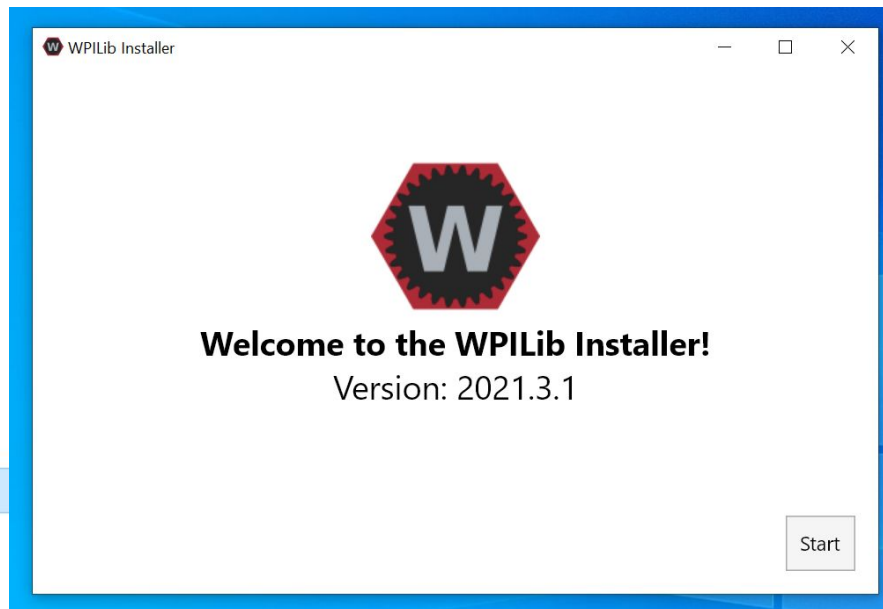 W WPILib Installer
W
Welcome to the WPILib Installer!
Version: 2021.3.1
Start